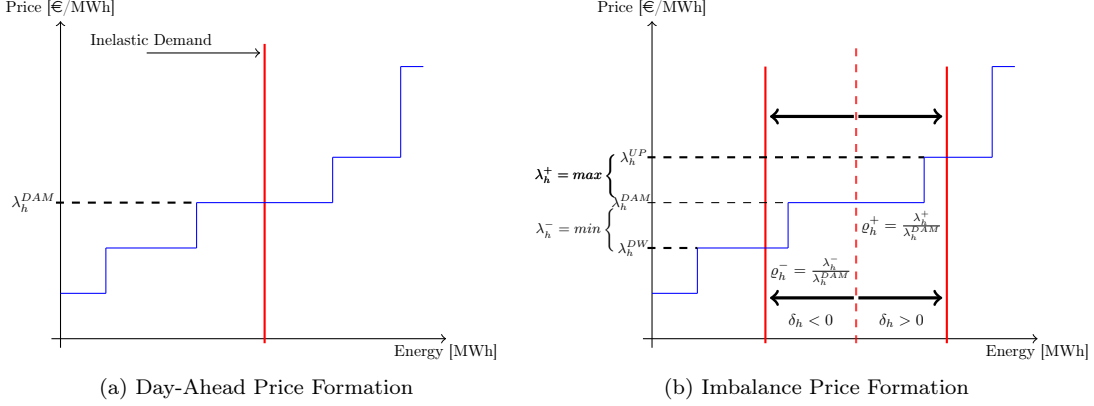 Price [€/MWh]
Inelastic Demand
λ_h^{DAM}
Energy [MWh]
(a) Day-Ahead Price Formation
Price [€/MWh]
λ_h^{UP}
λ_h^+ = max {
λ_h^{DAM}
λ_h^- = min {
λ_h^{DW}
ϱ_h^+ = λ_h^+ / λ_h^{DAM}
ϱ_h^- = λ_h^- / λ_h^{DAM}
δ_h < 0
δ_h > 0
Energy [MWh]
(b) Imbalance Price Formation